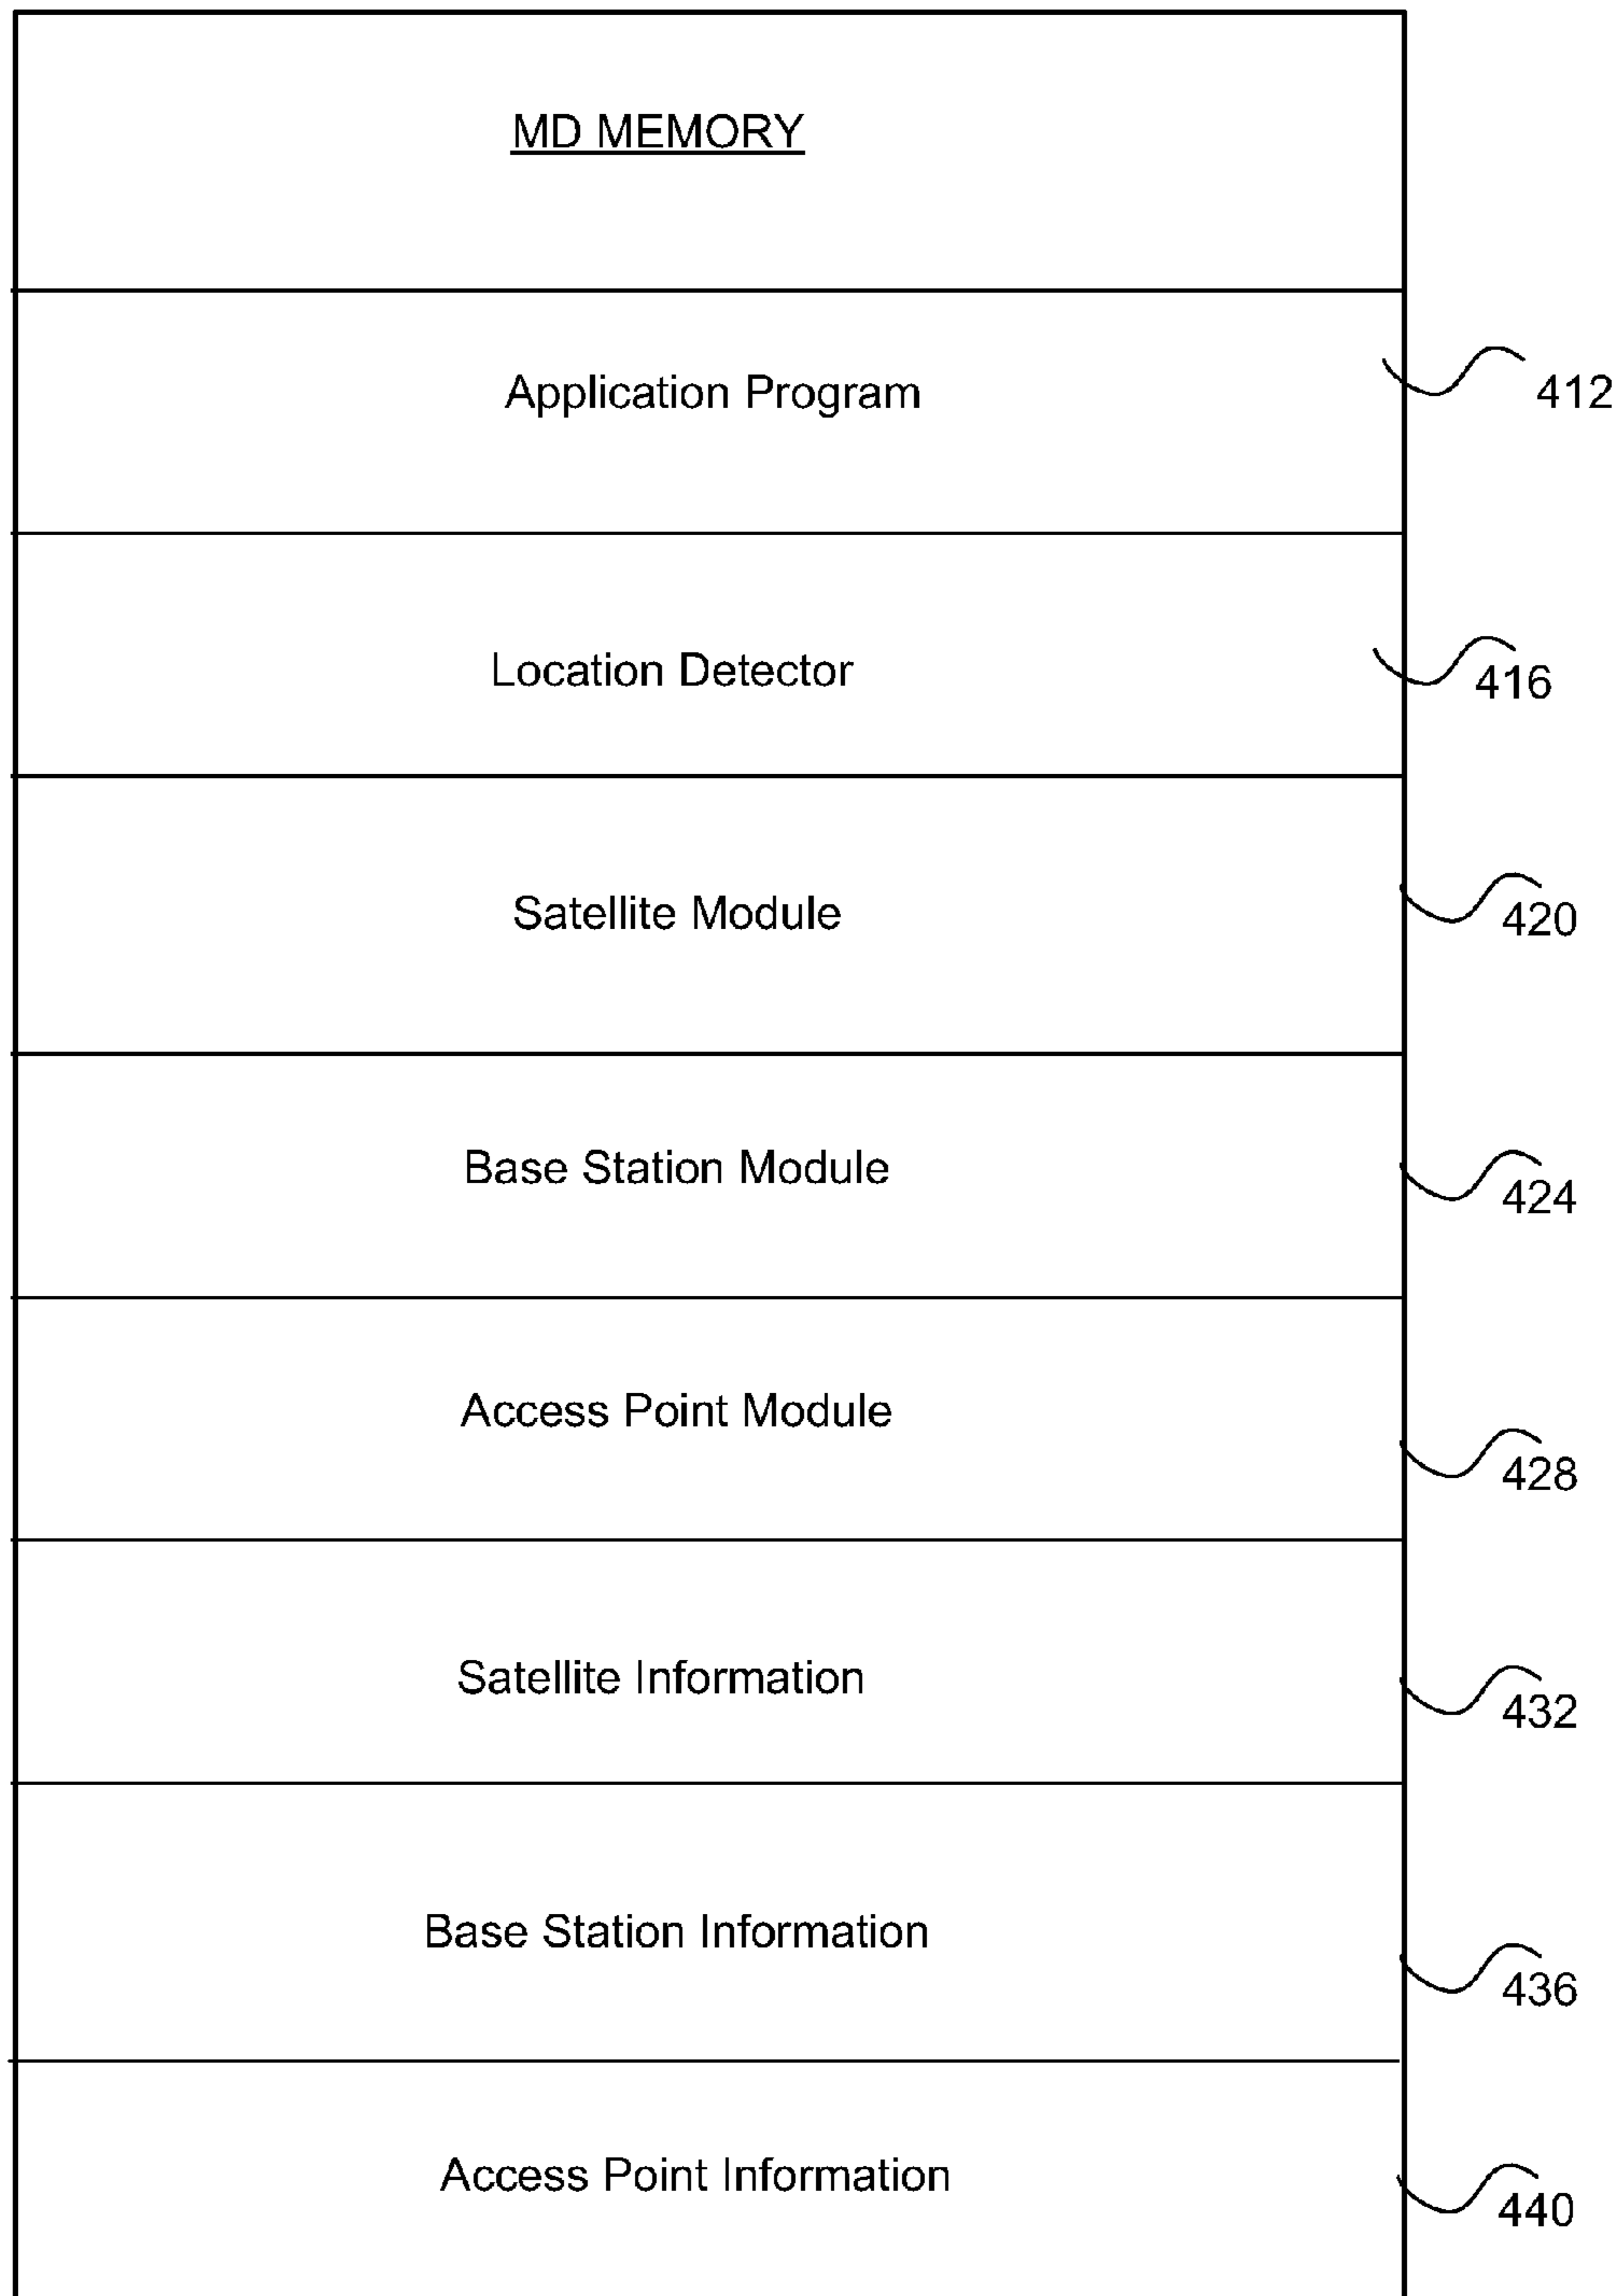 MD MEMORY
Application Program
412
Location Detector
416
Satellite Module
420
Base Station Module
424
Access Point Module
428
Satellite Information
432
Base Station Information
436
Access Point Information
440